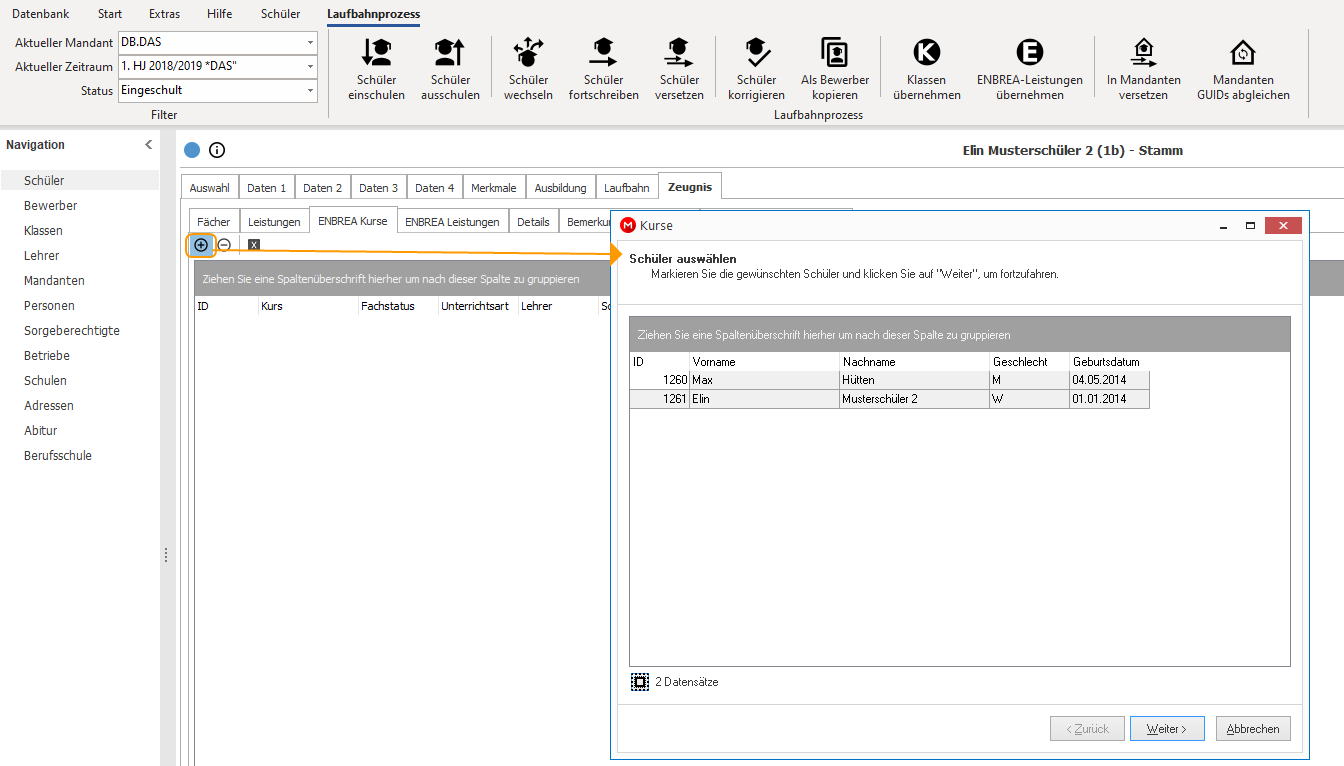 Datenbank Start Extras Hilfe Schüler Laufbahnprozess
Aktueller Mandant DB.DAS
Aktueller Zeitraum 1. HJ 2018/2019 *DAS"
Status Eingeschult
Filter
Schüler einschulen
Schüler ausschulen
Schüler wechseln
Schüler fortschreiben
Schüler versetzen
Schüler korrigieren
Als Bewerber kopieren
Klassen übernehmen
ENBREA-Leistungen übernehmen
In Mandanten versetzen
Mandanten GUIDs abgleichen
Laufbahnprozess
Navigation
Schüler
Bewerber
Klassen
Lehrer
Mandanten
Personen
Sorgeberechtigte
Betriebe
Schulen
Adressen
Abitur
Berufsschule
Elin Musterschüler 2 (1b) - Stamm
Auswahl Daten 1 Daten 2 Daten 3 Daten 4 Merkmale Ausbildung Laufbahn Zeugnis
Fächer Leistungen ENBREA Kurse ENBREA Leistungen Details Bemerku
X
Ziehen Sie eine Spaltenüberschrift hierher um nach dieser Spalte zu gruppieren
ID Kurs Fachstatus Unterrichtsart Lehrer Sc
M Kurse
Schüler auswählen
Markieren Sie die gewünschten Schüler und klicken Sie auf "Weiter", um fortzufahren.
Ziehen Sie eine Spaltenüberschrift hierher um nach dieser Spalte zu gruppieren
ID Vorname Nachname Geschlecht Geburtsdatum
1260 Max Hütten M 04.05.2014
1261 Elin Musterschüler 2 W 01.01.2014
2 Datensätze
< Zurück Weiter > Abbrechen